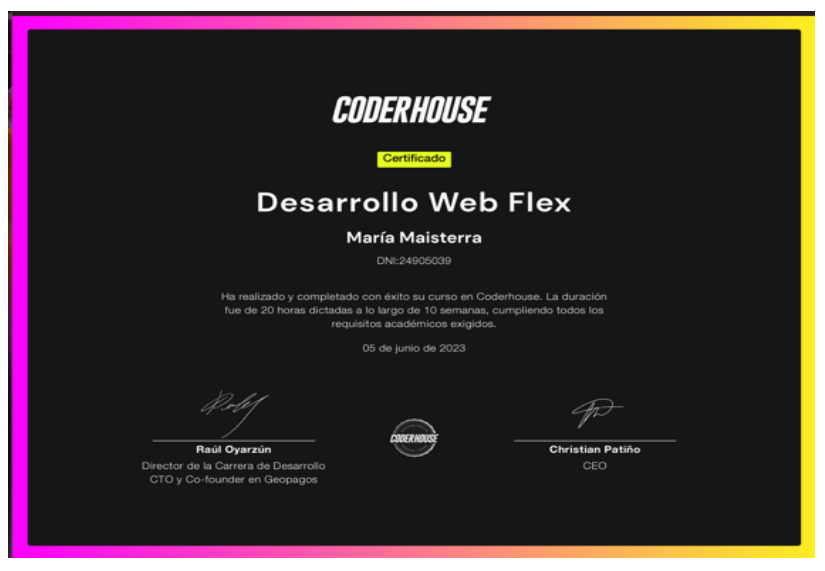 CODERHOUSE
Certificado
Desarrollo Web Flex
María Maisterra
DNI:24905039
Ha realizado y completado con éxito su curso en Coderhouse. La duración
fue de 20 horas dictadas a lo largo de 10 semanas, cumpliendo todos los
requisitos académicos exigidos.
05 de junio de 2023
Raúl Oyarzún
Director de la Carrera de Desarrollo
CTO y Co-founder en Geopagos
CODERHOUSE
Christian Patiño
CEO